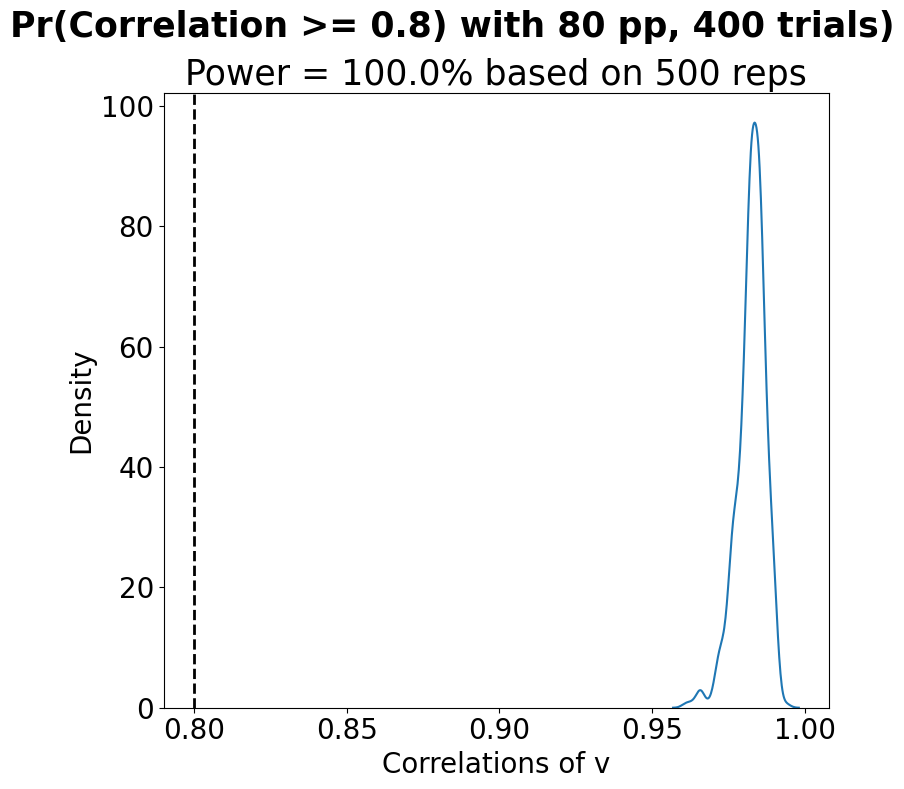 Pr(Correlation >= 0.8) with 80 pp, 400 trials)
Power = 100.0% based on 500 reps
100
80
60
40
20
0
Density
0.80 0.85 0.90 0.95 1.00
Correlations of v